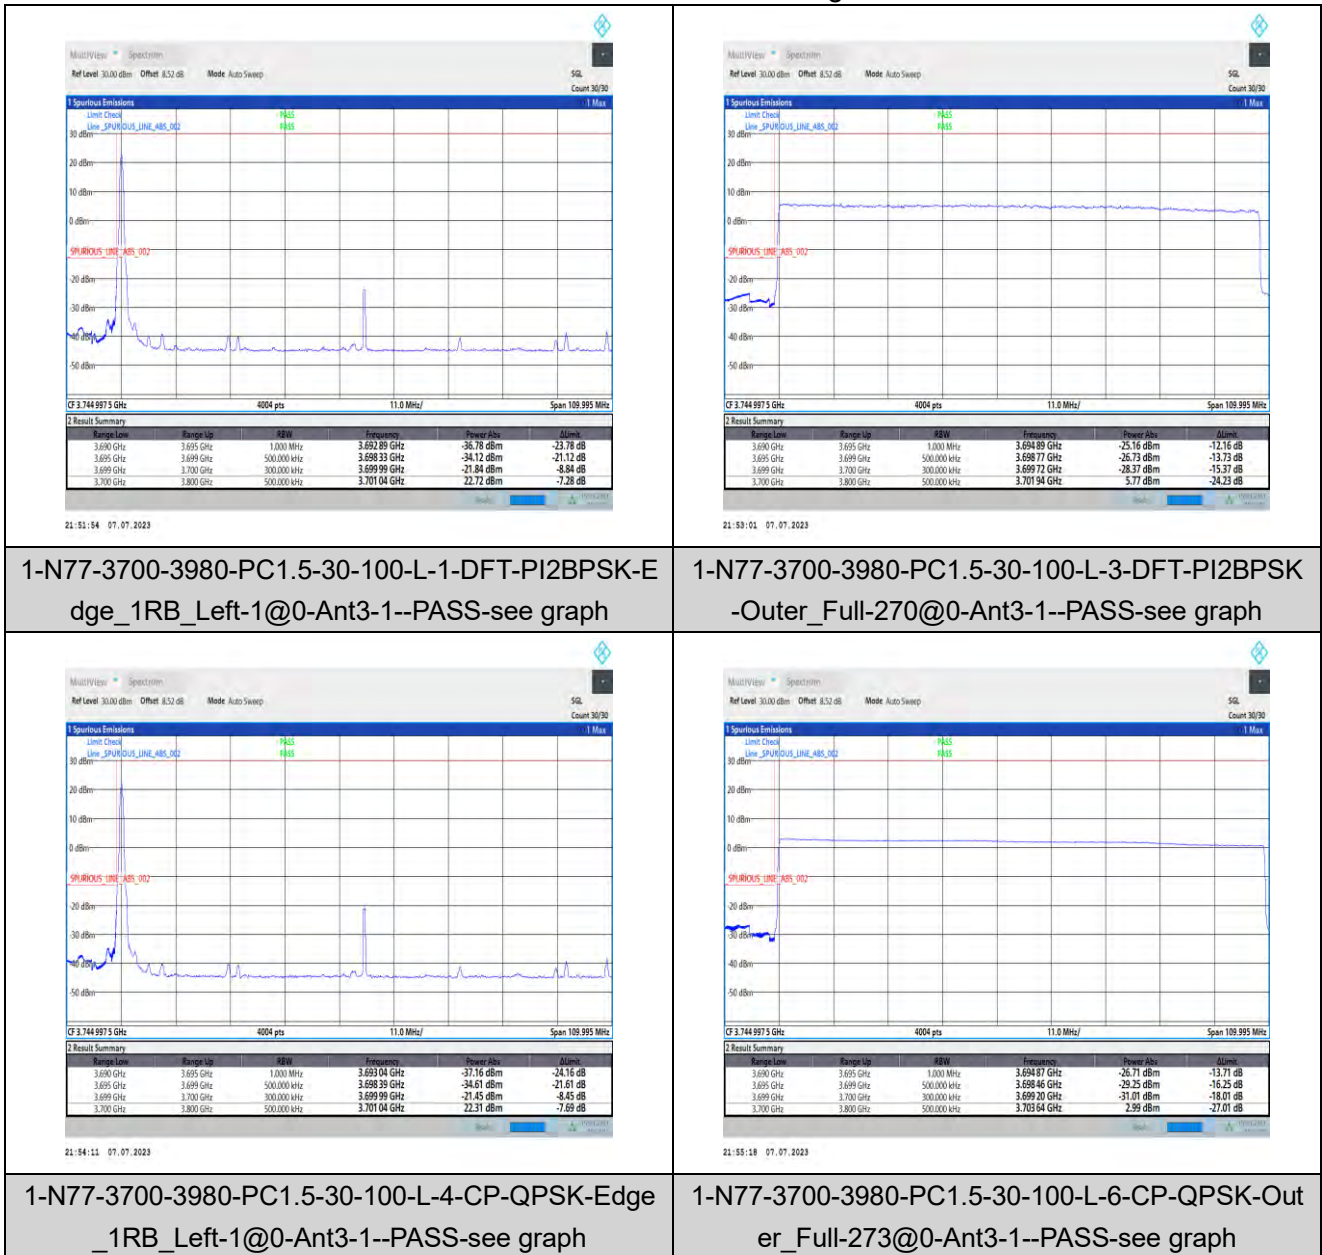 MultiView Spectrum
Ref Level 30.00 dBm Offset 8.52 dB Mode Auto Sweep SGL
Count 30/30
1 Spurious Emissions 1 Max
Limit Check PASS
Line _SPURIOUS_LINE_ABS_002 PASS
30 dBm
20 dBm
10 dBm
0 dBm
SPURIOUS_LINE_ABS_002
-20 dBm
-30 dBm
-40 dBm
-50 dBm
CF 3.744 997 5 GHz 4004 pts 11.0 MHz/ Span 109.995 MHz
2 Result Summary
Range Low Range Up RBW Frequency Power Abs ΔLimit
3.690 GHz 3.695 GHz 1.000 MHz 3.692 89 GHz -36.78 dBm -23.78 dB
3.695 GHz 3.699 GHz 500.000 kHz 3.698 33 GHz -34.12 dBm -21.12 dB
3.699 GHz 3.700 GHz 300.000 kHz 3.699 99 GHz -21.84 dBm -8.84 dB
3.700 GHz 3.800 GHz 500.000 kHz 3.701 04 GHz 22.72 dBm -7.28 dB
21:51:54 07.07.2023
1-N77-3700-3980-PC1.5-30-100-L-1-DFT-PI2BPSK-E
dge_1RB_Left-1@0-Ant3-1--PASS-see graph
MultiView Spectrum
Ref Level 30.00 dBm Offset 8.52 dB Mode Auto Sweep SGL
Count 30/30
1 Spurious Emissions 1 Max
Limit Check PASS
Line _SPURIOUS_LINE_ABS_002 PASS
30 dBm
20 dBm
10 dBm
0 dBm
SPURIOUS_LINE_ABS_002
-20 dBm
-30 dBm
-40 dBm
-50 dBm
CF 3.744 997 5 GHz 4004 pts 11.0 MHz/ Span 109.995 MHz
2 Result Summary
Range Low Range Up RBW Frequency Power Abs ΔLimit
3.690 GHz 3.695 GHz 1.000 MHz 3.694 89 GHz -25.16 dBm -12.16 dB
3.695 GHz 3.699 GHz 500.000 kHz 3.698 77 GHz -26.73 dBm -13.73 dB
3.699 GHz 3.700 GHz 300.000 kHz 3.699 72 GHz -28.37 dBm -15.37 dB
3.700 GHz 3.800 GHz 500.000 kHz 3.701 94 GHz 5.77 dBm -24.23 dB
21:53:01 07.07.2023
1-N77-3700-3980-PC1.5-30-100-L-3-DFT-PI2BPSK
-Outer_Full-270@0-Ant3-1--PASS-see graph
MultiView Spectrum
Ref Level 30.00 dBm Offset 8.52 dB Mode Auto Sweep SGL
Count 30/30
1 Spurious Emissions 1 Max
Limit Check PASS
Line _SPURIOUS_LINE_ABS_002 PASS
30 dBm
20 dBm
10 dBm
0 dBm
SPURIOUS_LINE_ABS_002
-20 dBm
-30 dBm
-40 dBm
-50 dBm
CF 3.744 997 5 GHz 4004 pts 11.0 MHz/ Span 109.995 MHz
2 Result Summary
Range Low Range Up RBW Frequency Power Abs ΔLimit
3.690 GHz 3.695 GHz 1.000 MHz 3.693 04 GHz -37.16 dBm -24.16 dB
3.695 GHz 3.699 GHz 500.000 kHz 3.698 39 GHz -34.61 dBm -21.61 dB
3.699 GHz 3.700 GHz 300.000 kHz 3.699 99 GHz -21.45 dBm -8.45 dB
3.700 GHz 3.800 GHz 500.000 kHz 3.701 04 GHz 22.31 dBm -7.69 dB
21:54:11 07.07.2023
1-N77-3700-3980-PC1.5-30-100-L-4-CP-QPSK-Edge
_1RB_Left-1@0-Ant3-1--PASS-see graph
MultiView Spectrum
Ref Level 30.00 dBm Offset 8.52 dB Mode Auto Sweep SGL
Count 30/30
1 Spurious Emissions 1 Max
Limit Check PASS
Line _SPURIOUS_LINE_ABS_002 PASS
30 dBm
20 dBm
10 dBm
0 dBm
SPURIOUS_LINE_ABS_002
-20 dBm
-30 dBm
-40 dBm
-50 dBm
CF 3.744 997 5 GHz 4004 pts 11.0 MHz/ Span 109.995 MHz
2 Result Summary
Range Low Range Up RBW Frequency Power Abs ΔLimit
3.690 GHz 3.695 GHz 1.000 MHz 3.694 87 GHz -26.71 dBm -13.71 dB
3.695 GHz 3.699 GHz 500.000 kHz 3.698 46 GHz -29.25 dBm -16.25 dB
3.699 GHz 3.700 GHz 300.000 kHz 3.699 20 GHz -31.01 dBm -18.01 dB
3.700 GHz 3.800 GHz 500.000 kHz 3.703 64 GHz 2.99 dBm -27.01 dB
21:55:18 07.07.2023
1-N77-3700-3980-PC1.5-30-100-L-6-CP-QPSK-Out
er_Full-273@0-Ant3-1--PASS-see graph